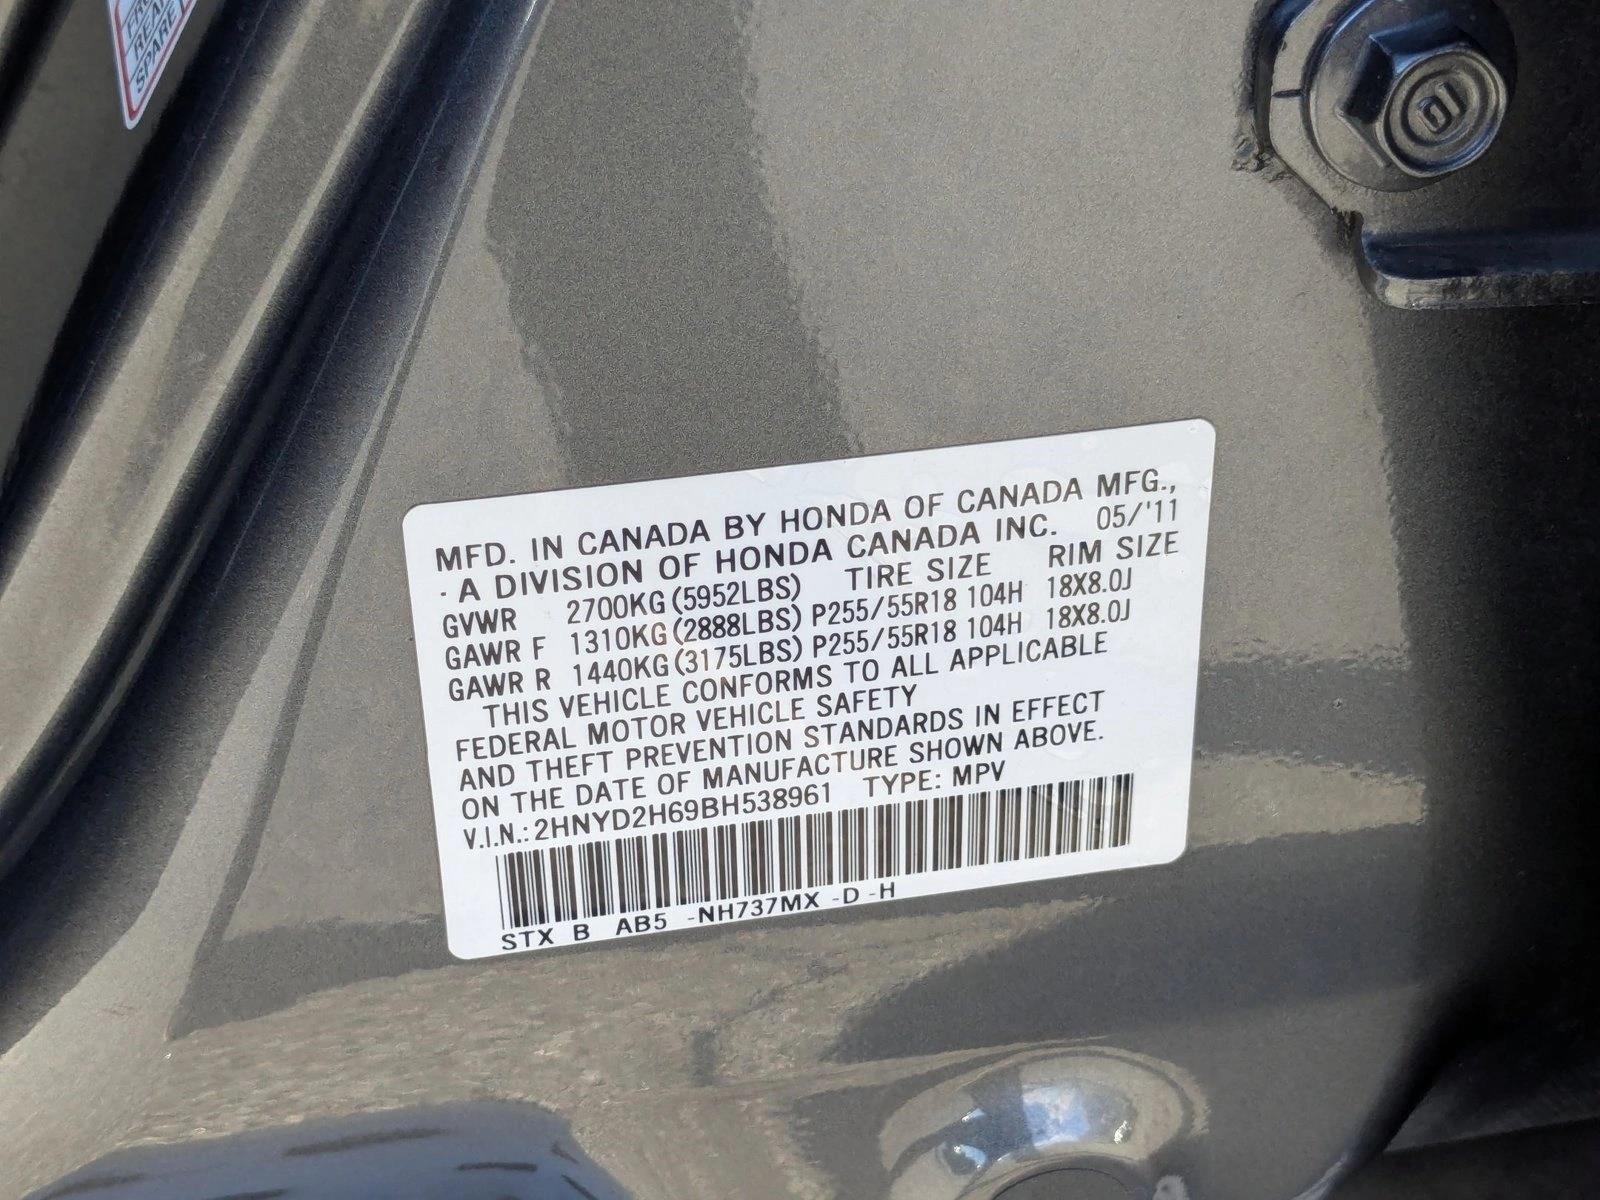 REAR
SPARE
MFD. IN CANADA BY HONDA OF CANADA MFG.,
· A DIVISION OF HONDA CANADA INC. 05/'11
GVWR 2700KG(5952LBS) TIRE SIZE RIM SIZE
GAWR F 1310KG(2888LBS) P255/55R18 104H 18X8.0J
GAWR R 1440KG(3175LBS) P255/55R18 104H 18X8.0J
THIS VEHICLE CONFORMS TO ALL APPLICABLE
FEDERAL MOTOR VEHICLE SAFETY
AND THEFT PREVENTION STANDARDS IN EFFECT
ON THE DATE OF MANUFACTURE SHOWN ABOVE.
V.I.N.: 2HNYD2H69BH538961 TYPE: MPV
STX B AB5 -NH737MX -D -H